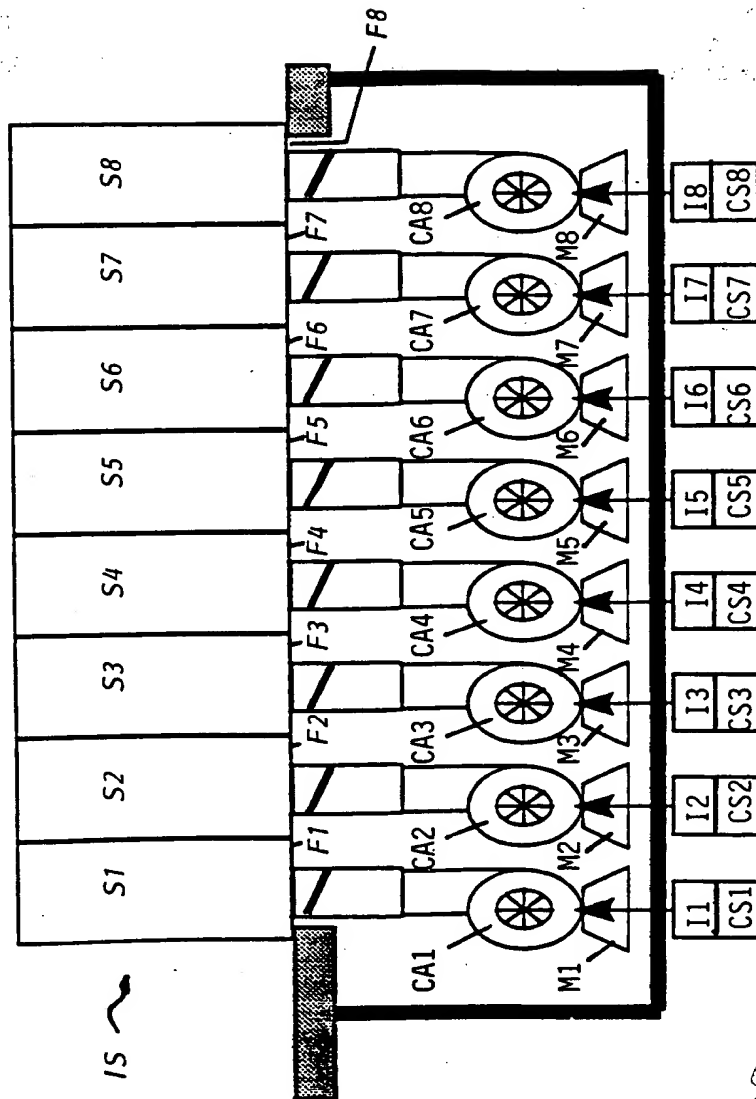 IS
S1 S2 S3 S4 S5 S6 S7 S8
F1 F2 F3 F4 F5 F6 F7 F8
CA1 CA2 CA3 CA4 CA5 CA6 CA7 CA8
M1 M2 M3 M4 M5 M6 M7 M8
I1 I2 I3 I4 I5 I6 I7 I8
CS1 CS2 CS3 CS4 CS5 CS6 CS7 CS8